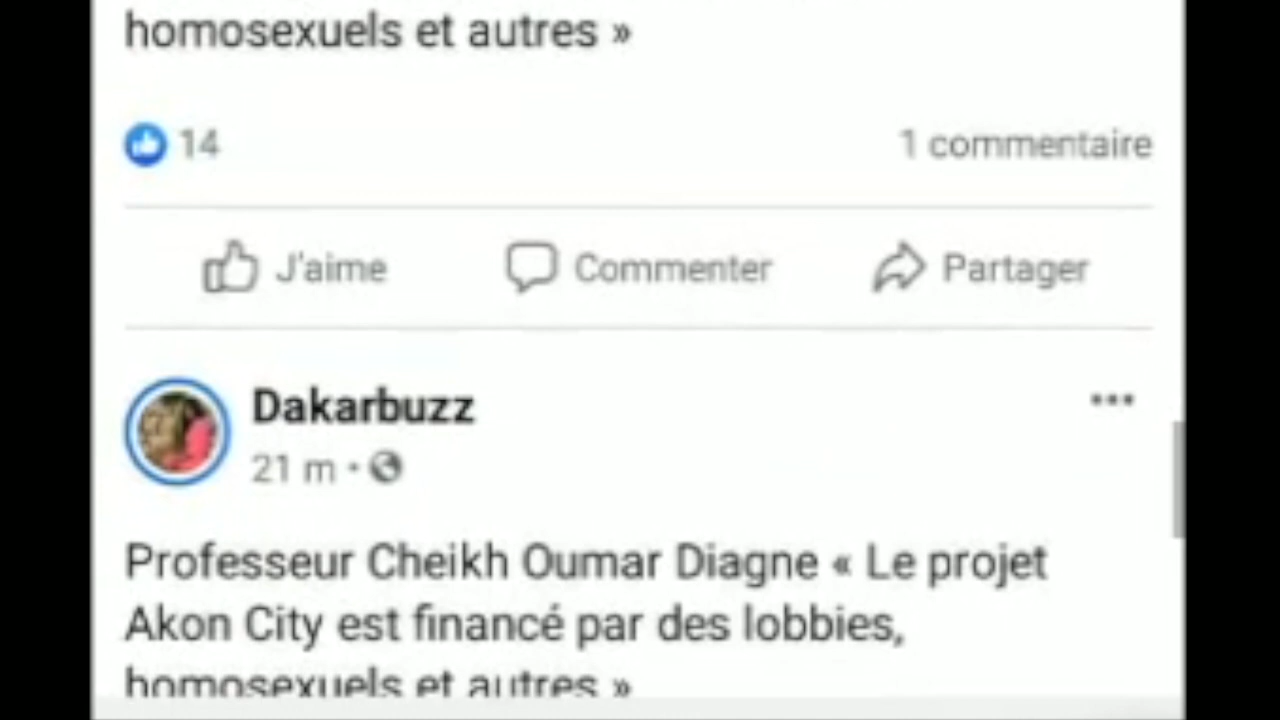 homosexuels et autres »
14
1 commentaire
J'aime
Commenter
Partager
Dakarbuzz
21 m •
Professeur Cheikh Oumar Diagne « Le projet
Akon City est financé par des lobbies,
homosexuels et autres »